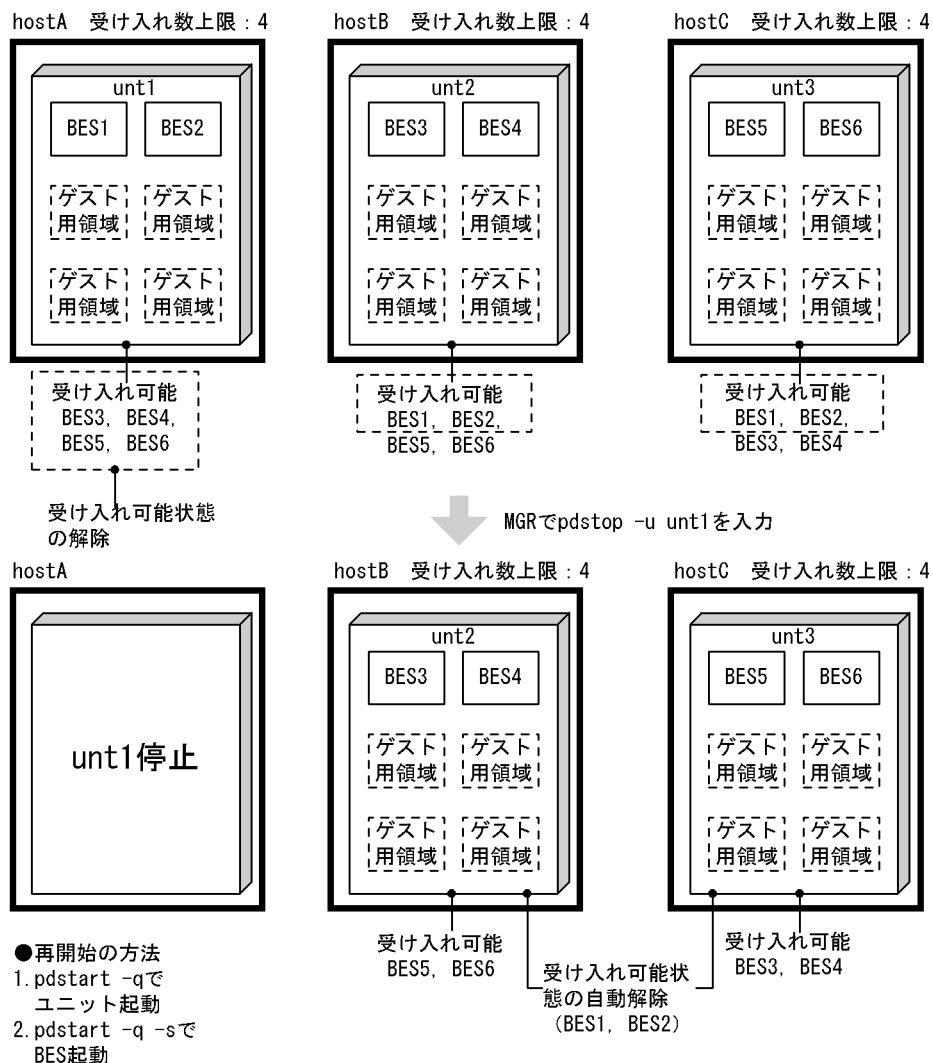 hostA　受け入れ数上限：4
hostB　受け入れ数上限：4
hostC　受け入れ数上限：4
unt1
BES1
BES2
ゲスト
用領域
ゲスト
用領域
ゲスト
用領域
ゲスト
用領域
unt2
BES3
BES4
ゲスト
用領域
ゲスト
用領域
ゲスト
用領域
ゲスト
用領域
unt3
BES5
BES6
ゲスト
用領域
ゲスト
用領域
ゲスト
用領域
ゲスト
用領域
受け入れ可能
BES3, BES4,
BES5, BES6
受け入れ可能
BES1, BES2,
BES5, BES6
受け入れ可能
BES1, BES2,
BES3, BES4
受け入れ可能状態
の解除
MGRでpdstop -u unt1を入力
hostA
hostB　受け入れ数上限：4
hostC　受け入れ数上限：4
unt1停止
unt2
BES3
BES4
ゲスト
用領域
ゲスト
用領域
ゲスト
用領域
ゲスト
用領域
unt3
BES5
BES6
ゲスト
用領域
ゲスト
用領域
ゲスト
用領域
ゲスト
用領域
受け入れ可能
BES5, BES6
受け入れ可能状
態の自動解除
（BES1, BES2）
受け入れ可能
BES3, BES4
●再開始の方法
1.pdstart -qで
ユニット起動
2.pdstart -q -sで
BES起動